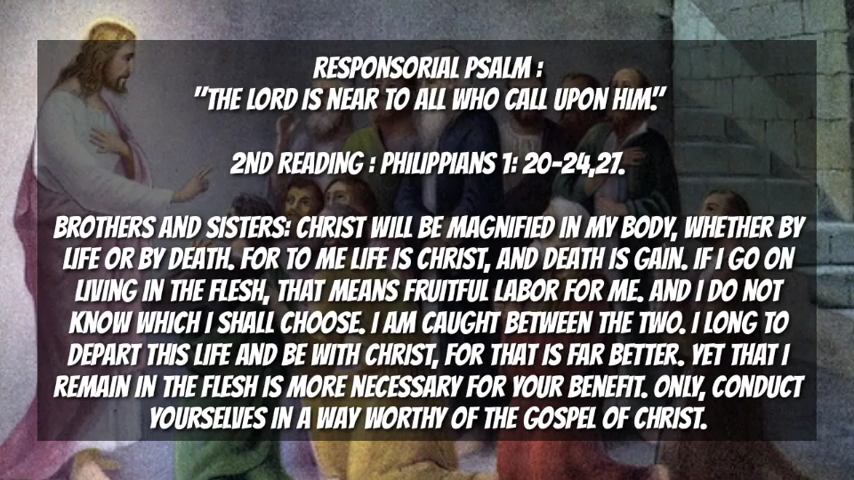 RESPONSORIAL PSALM :
"THE LORD IS NEAR TO ALL WHO CALL UPON HIM."
2ND READING : PHILIPPIANS 1: 20-24,27.
BROTHERS AND SISTERS: CHRIST WILL BE MAGNIFIED IN MY BODY, WHETHER BY
LIFE OR BY DEATH. FOR TO ME LIFE IS CHRIST, AND DEATH IS GAIN. IF I GO ON
LIVING IN THE FLESH, THAT MEANS FRUITFUL LABOR FOR ME. AND I DO NOT
KNOW WHICH I SHALL CHOOSE. I AM CAUGHT BETWEEN THE TWO. I LONG TO
DEPART THIS LIFE AND BE WITH CHRIST, FOR THAT IS FAR BETTER. YET THAT I
REMAIN IN THE FLESH IS MORE NECESSARY FOR YOUR BENEFIT. ONLY, CONDUCT
YOURSELVES IN A WAY WORTHY OF THE GOSPEL OF CHRIST.